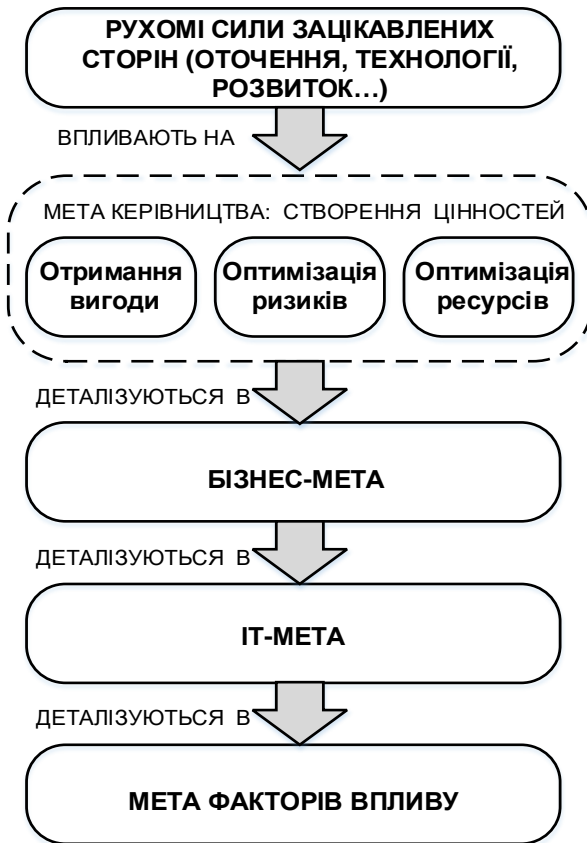 РУХОМІ СИЛИ ЗАЦІКАВЛЕНИХ
СТОРІН (ОТОЧЕННЯ, ТЕХНОЛОГІЇ,
РОЗВИТОК...)
ВПЛИВАЮТЬ НА
МЕТА КЕРІВНИЦТВА: СТВОРЕННЯ ЦІННОСТЕЙ
Отримання
вигоди
Оптимізація
ризиків
Оптимізація
ресурсів
ДЕТАЛІЗУЮТЬСЯ В
БІЗНЕС-МЕТА
ДЕТАЛІЗУЮТЬСЯ В
ІТ-МЕТА
ДЕТАЛІЗУЮТЬСЯ В
МЕТА ФАКТОРІВ ВПЛИВУ